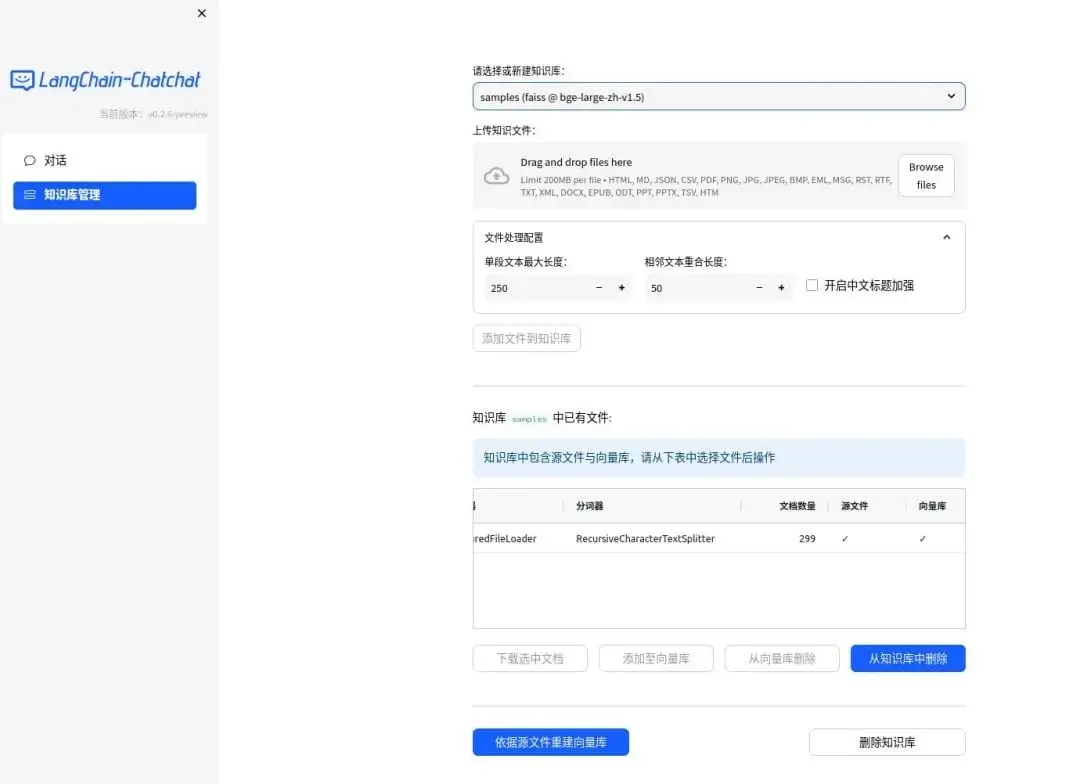 LangChain-Chatchat
当前版本：v0.2.6-preview
对话
知识库管理
请选择或新建知识库：
samples (faiss @ bge-large-zh-v1.5)
上传知识文件：
Drag and drop files here
Limit 200MB per file • HTML, MD, JSON, CSV, PDF, PNG, JPG, JPEG, BMP, EML, MSG, RST, RTF,
TXT, XML, DOCX, EPUB, ODT, PPT, PPTX, TSV, HTM
Browse
files
文件处理配置
单段文本最大长度： 相邻文本重合长度：
250 − + 50 − + 开启中文标题加强
添加文件到知识库
知识库 samples 中已有文件:
知识库中包含源文件与向量库，请从下表中选择文件后操作
分词器 文档数量 源文件 向量库
redFileLoader RecursiveCharacterTextSplitter 299 ✓ ✓
下载选中文档 添加至向量库 从向量库删除 从知识库中删除
依据源文件重建向量库 删除知识库